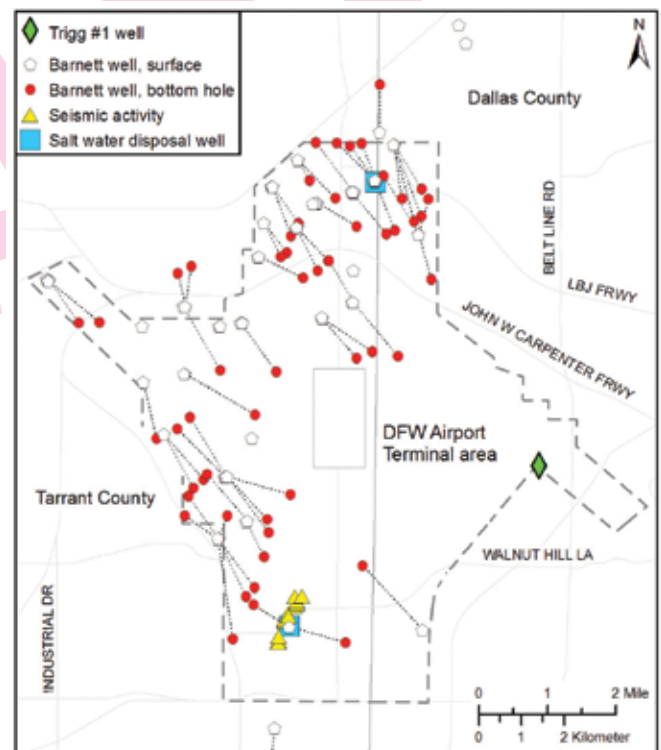 Trigg #1 well
Barnett well, surface
Barnett well, bottom hole
Seismic activity
Salt water disposal well
N
Dallas County
BELT LINE RD
LBJ FRWY
JOHN W CARPENTER FRWY
DFW Airport
Terminal area
Tarrant County
WALNUT HILL LA
INDUSTRIAL DR
0 1 2 Mile
0 1 2 Kilometer